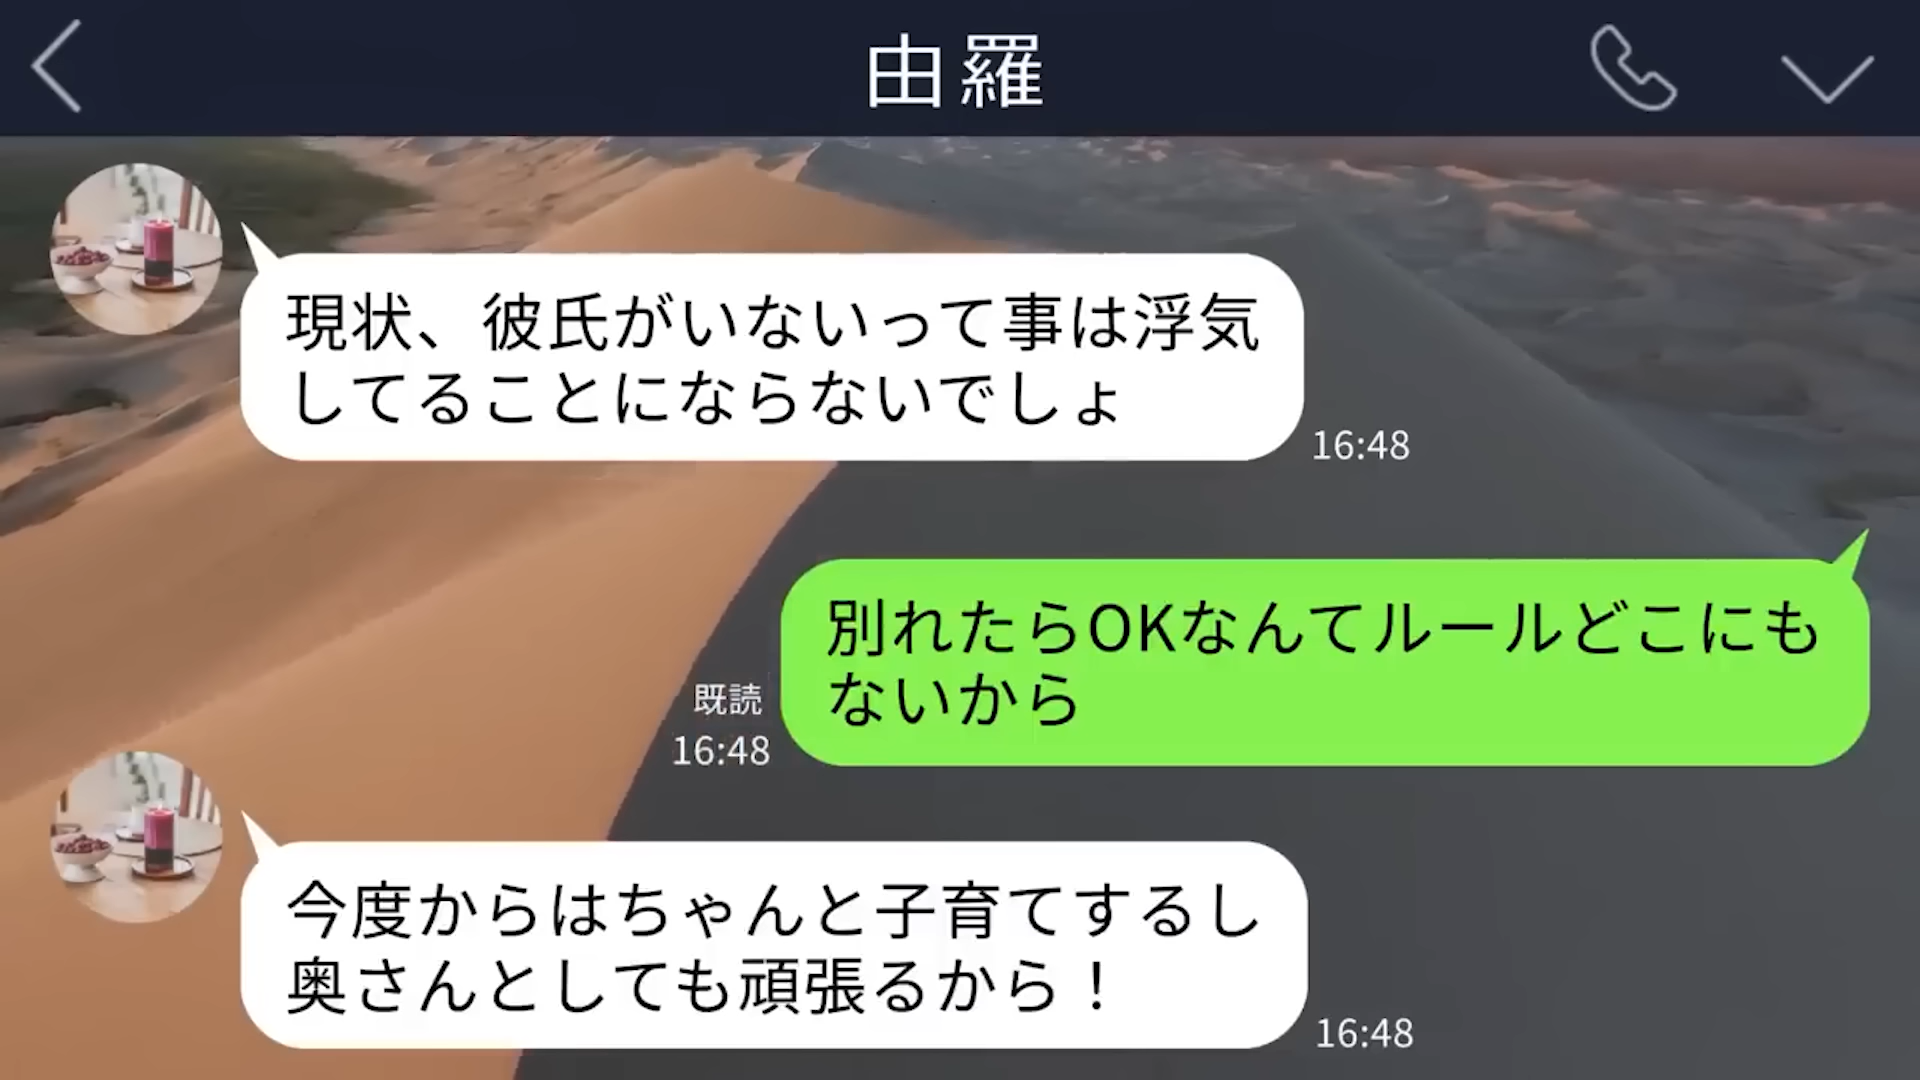 由羅
現状、彼氏がいないって事は浮気
してることにならないでしょ
16:48
別れたらOKなんてルールどこにも
ないから
既読
16:48
今度からはちゃんと子育てするし
奥さんとしても頑張るから！
16:48